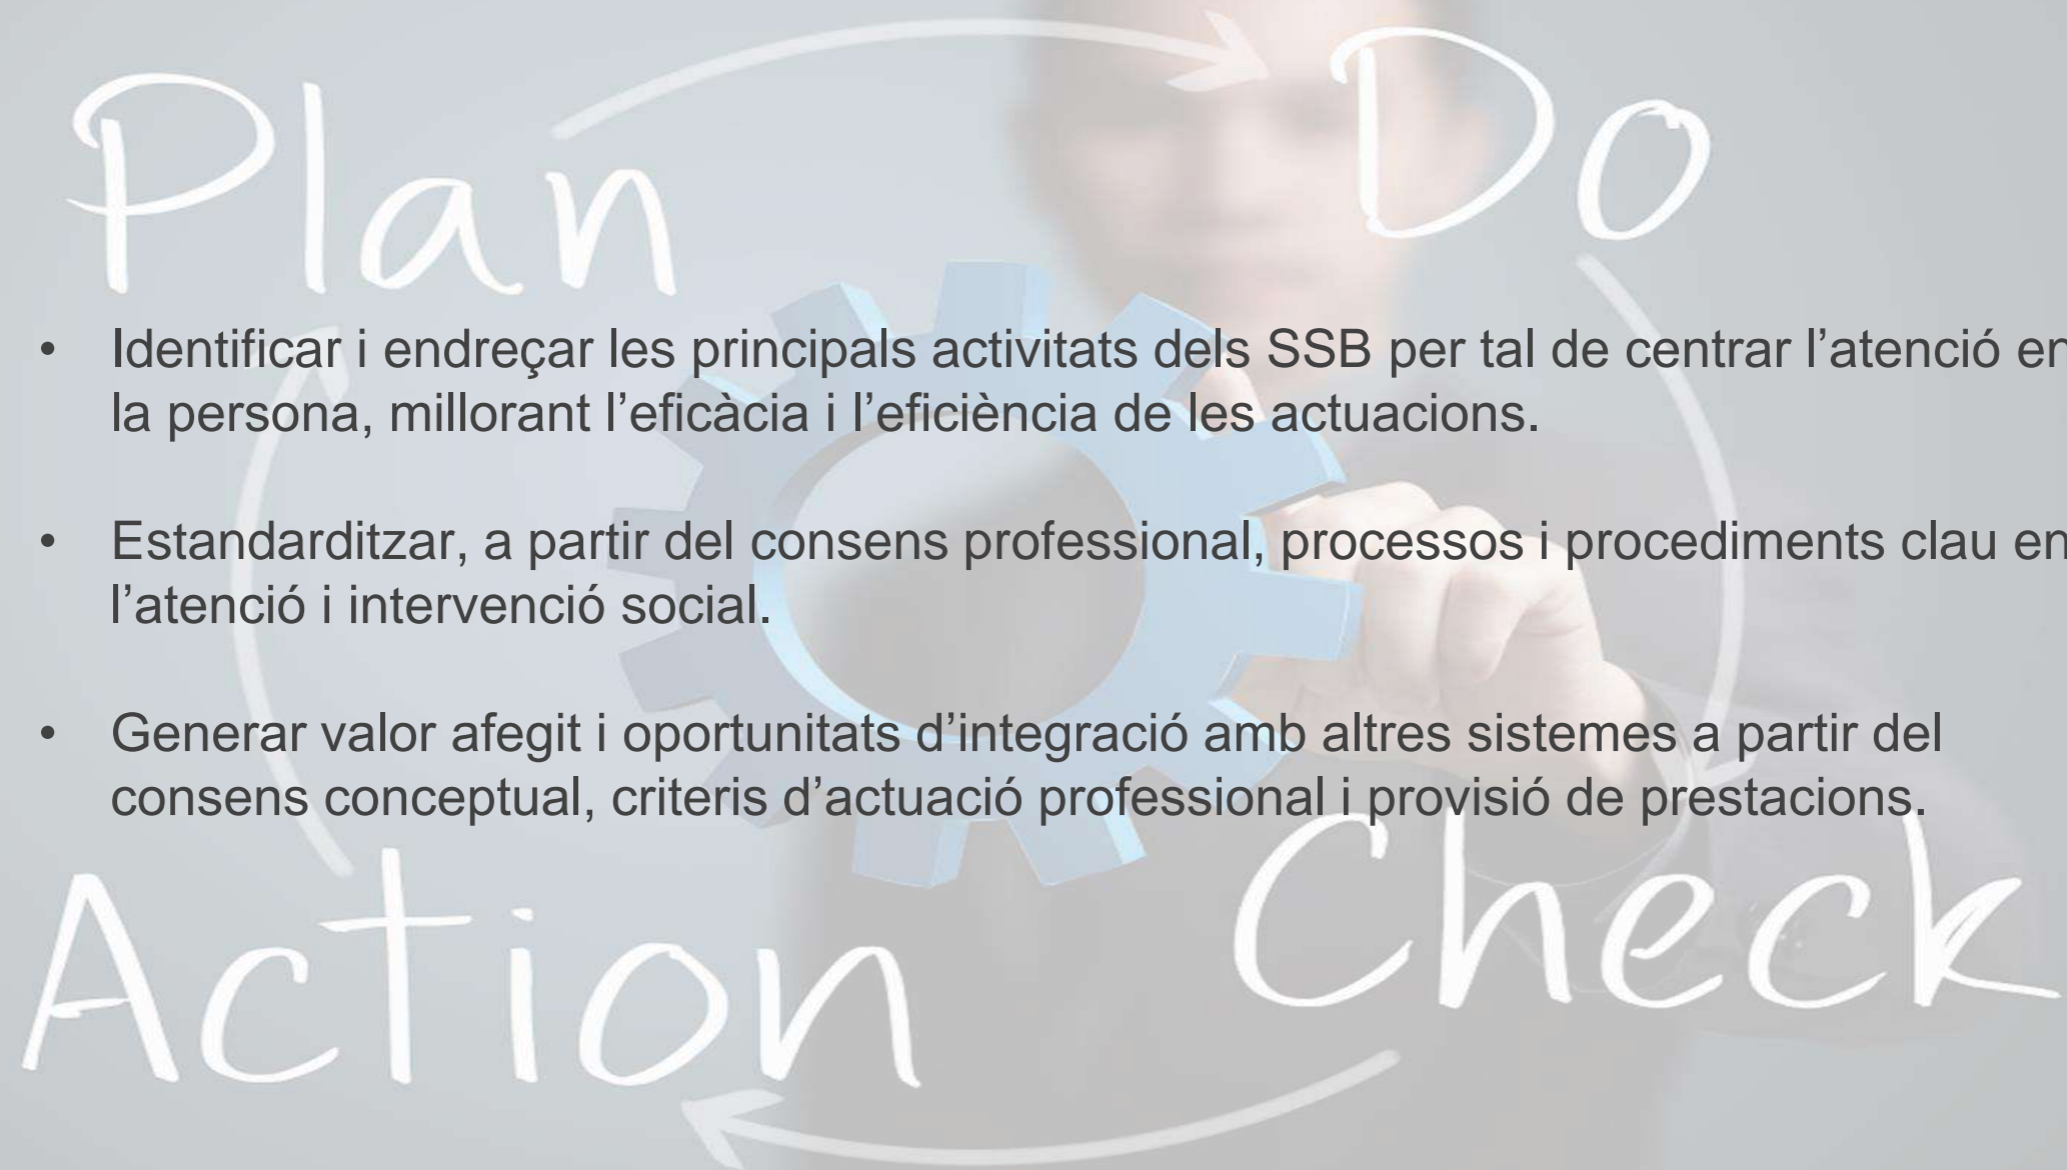 Plan
Do
• Identificar i endreçar les principals activitats dels SSB per tal de centrar l’atenció en
la persona, millorant l’eficàcia i l’eficiència de les actuacions.
• Estandarditzar, a partir del consens professional, processos i procediments clau en
l’atenció i intervenció social.
• Generar valor afegit i oportunitats d’integració amb altres sistemes a partir del
consens conceptual, criteris d’actuació professional i provisió de prestacions.
Action
Check